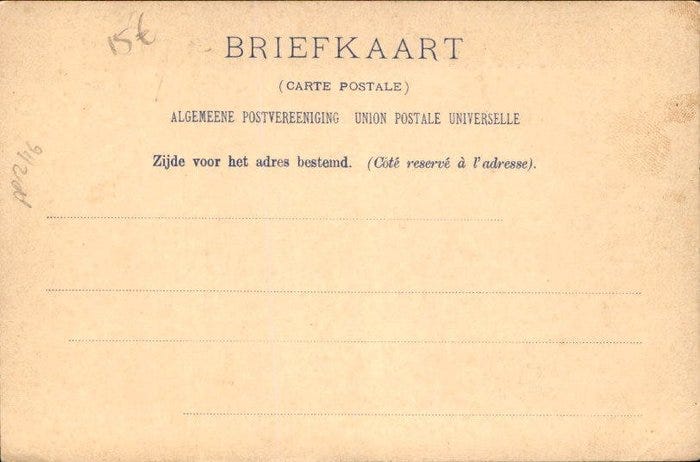 15€
BRIEFKAART
(CARTE POSTALE)
ALGEMEENE POSTVEREENIGING UNION POSTALE UNIVERSELLE
Zijde voor het adres bestemd. (Côté reservé à l'adresse).